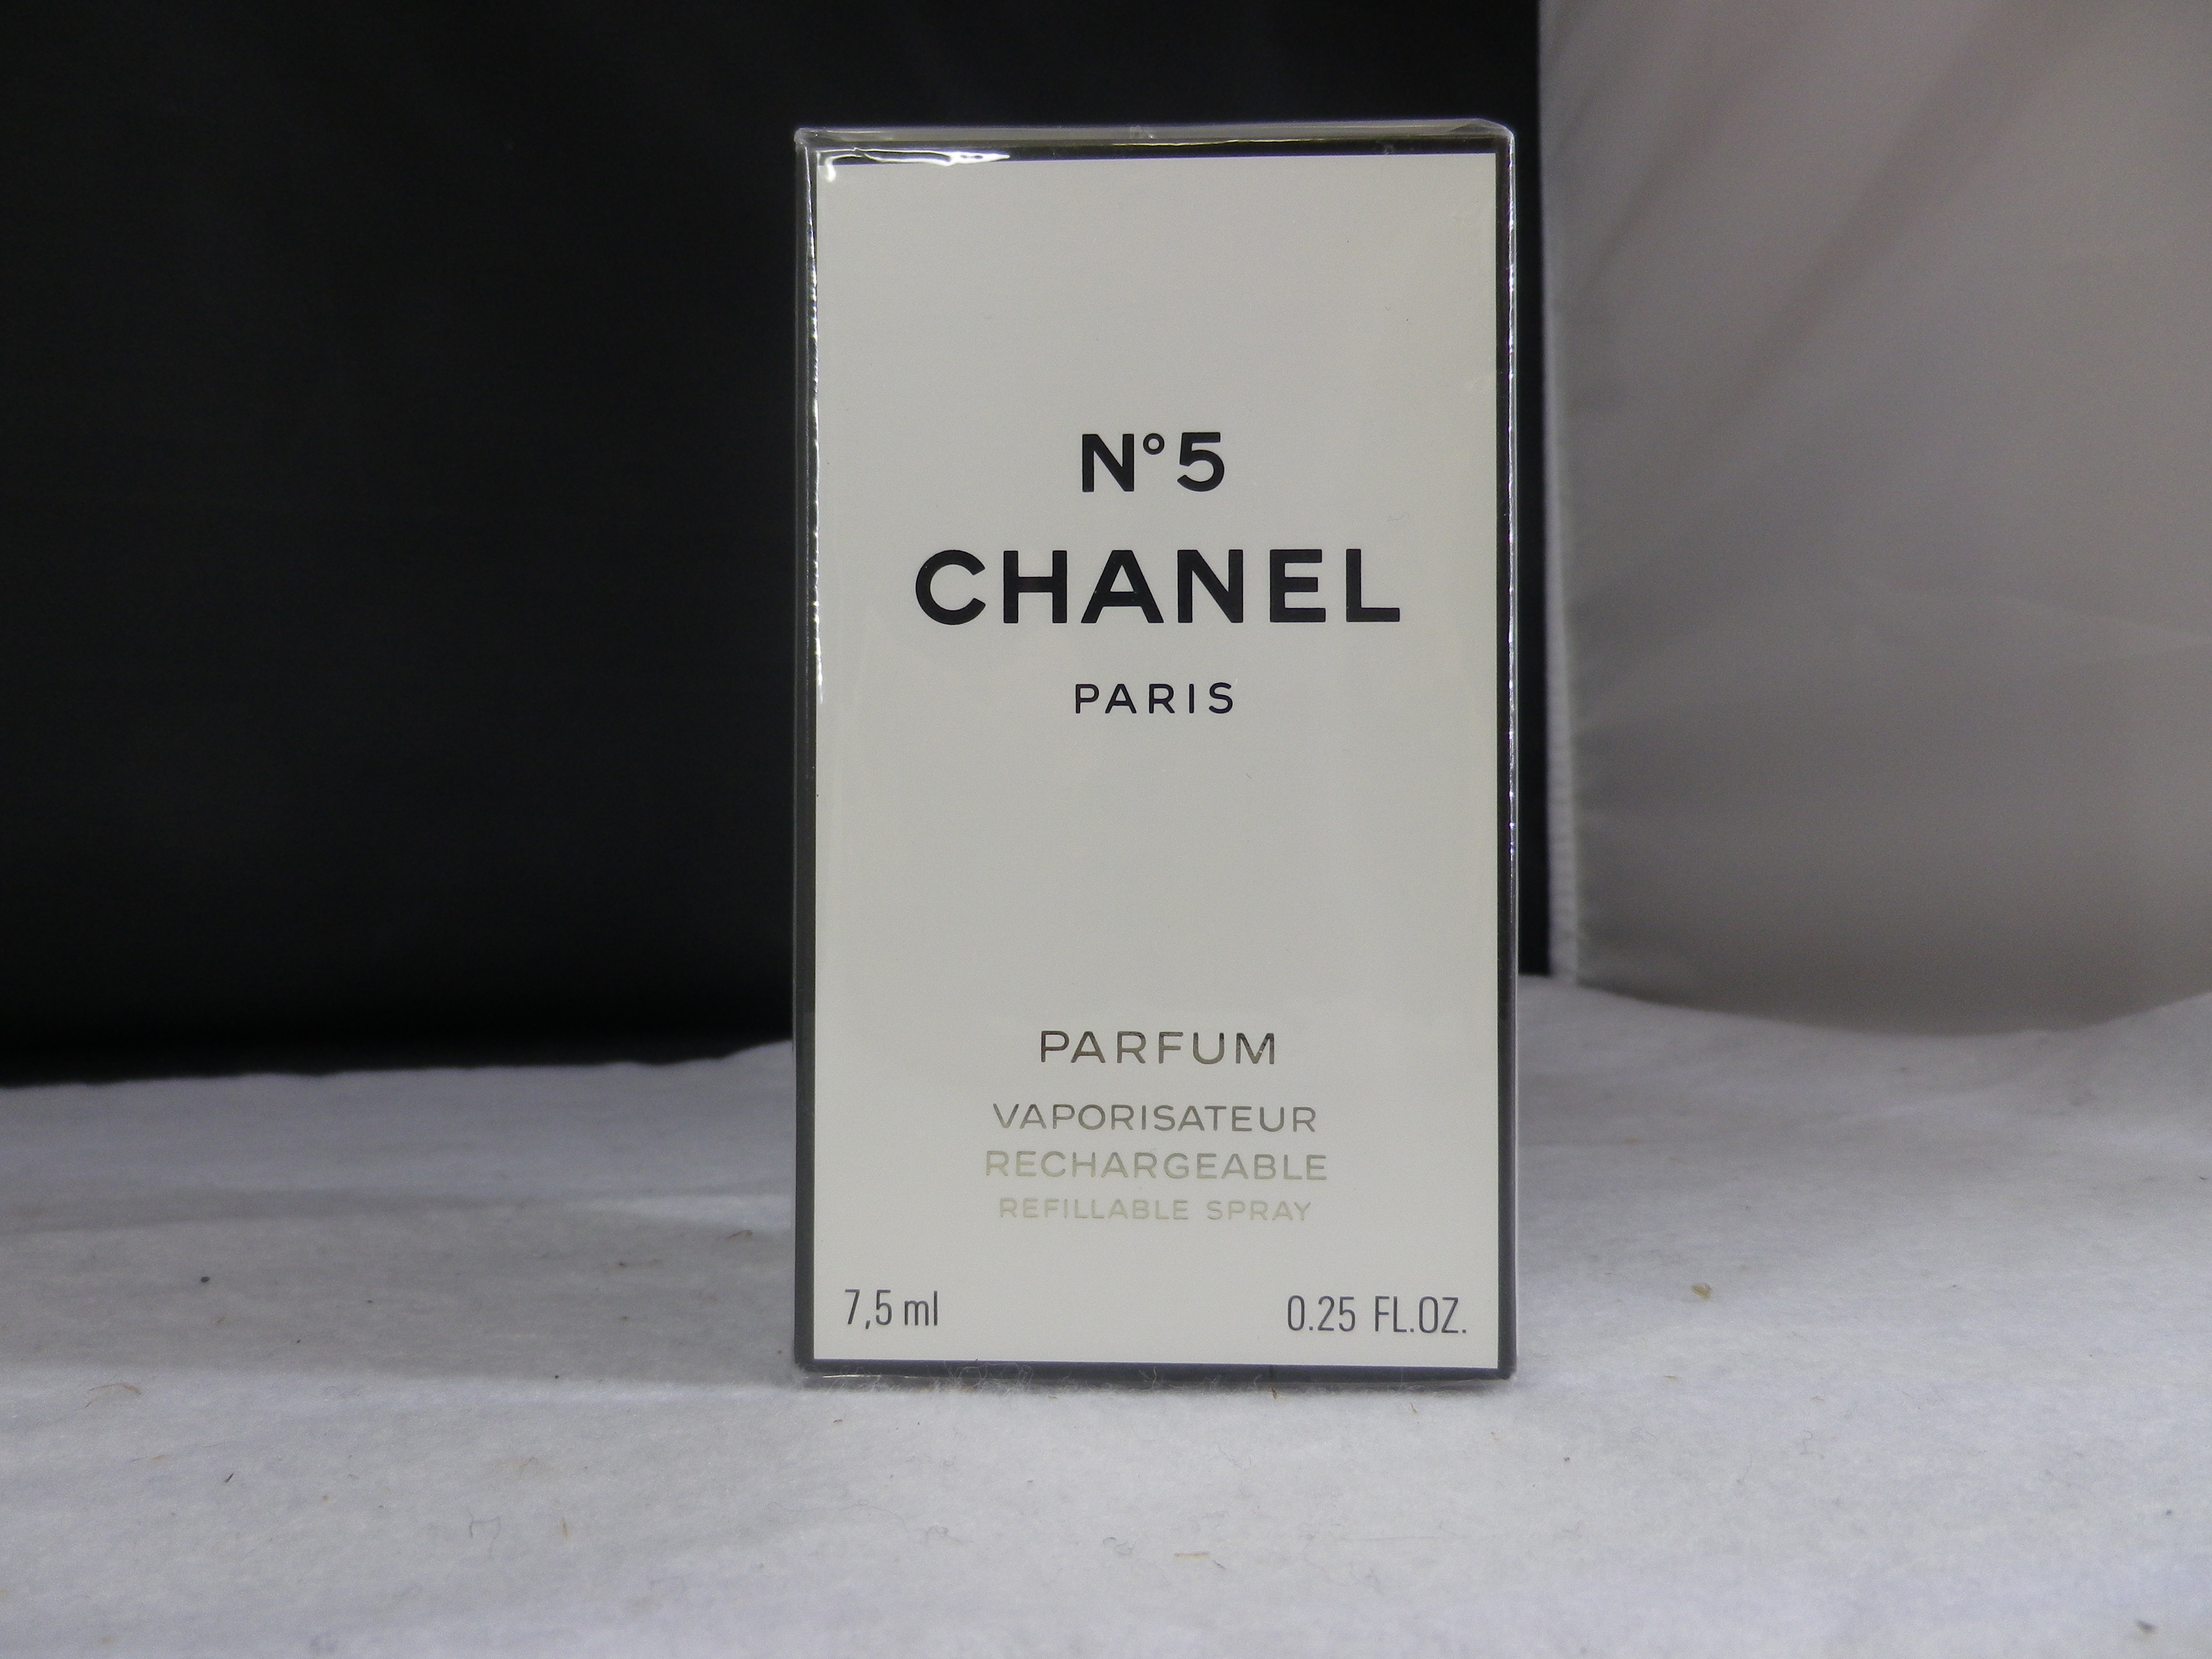 N°5
CHANEL
PARIS
PARFUM
VAPORISATEUR
RECHARGEABLE
REFILLABLE SPRAY
7,5 ml 0.25 FL.OZ.